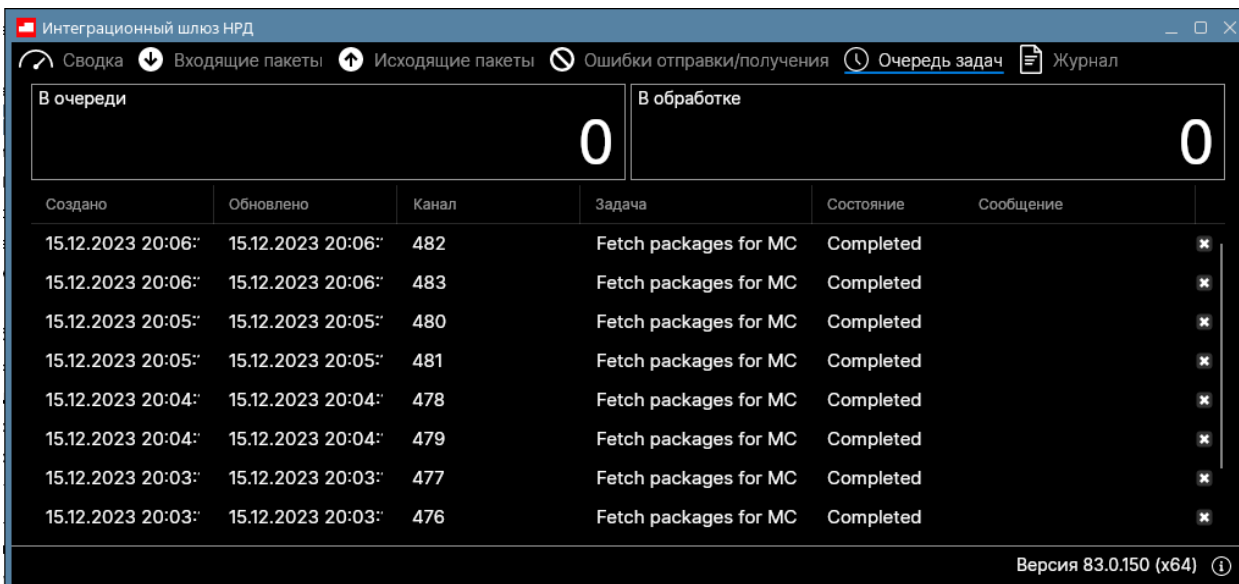 Интеграционный шлюз НРД
Сводка Входящие пакеты Исходящие пакеты Ошибки отправки/получения Очередь задач Журнал
В очереди В обработке
0 0
Создано Обновлено Канал Задача Состояние Сообщение
15.12.2023 20:06: 15.12.2023 20:06: 482 Fetch packages for MC Completed
15.12.2023 20:06: 15.12.2023 20:06: 483 Fetch packages for MC Completed
15.12.2023 20:05: 15.12.2023 20:05: 480 Fetch packages for MC Completed
15.12.2023 20:05: 15.12.2023 20:05: 481 Fetch packages for MC Completed
15.12.2023 20:04: 15.12.2023 20:04: 478 Fetch packages for MC Completed
15.12.2023 20:04: 15.12.2023 20:04: 479 Fetch packages for MC Completed
15.12.2023 20:03: 15.12.2023 20:03: 477 Fetch packages for MC Completed
15.12.2023 20:03: 15.12.2023 20:03: 476 Fetch packages for MC Completed
Версия 83.0.150 (x64)